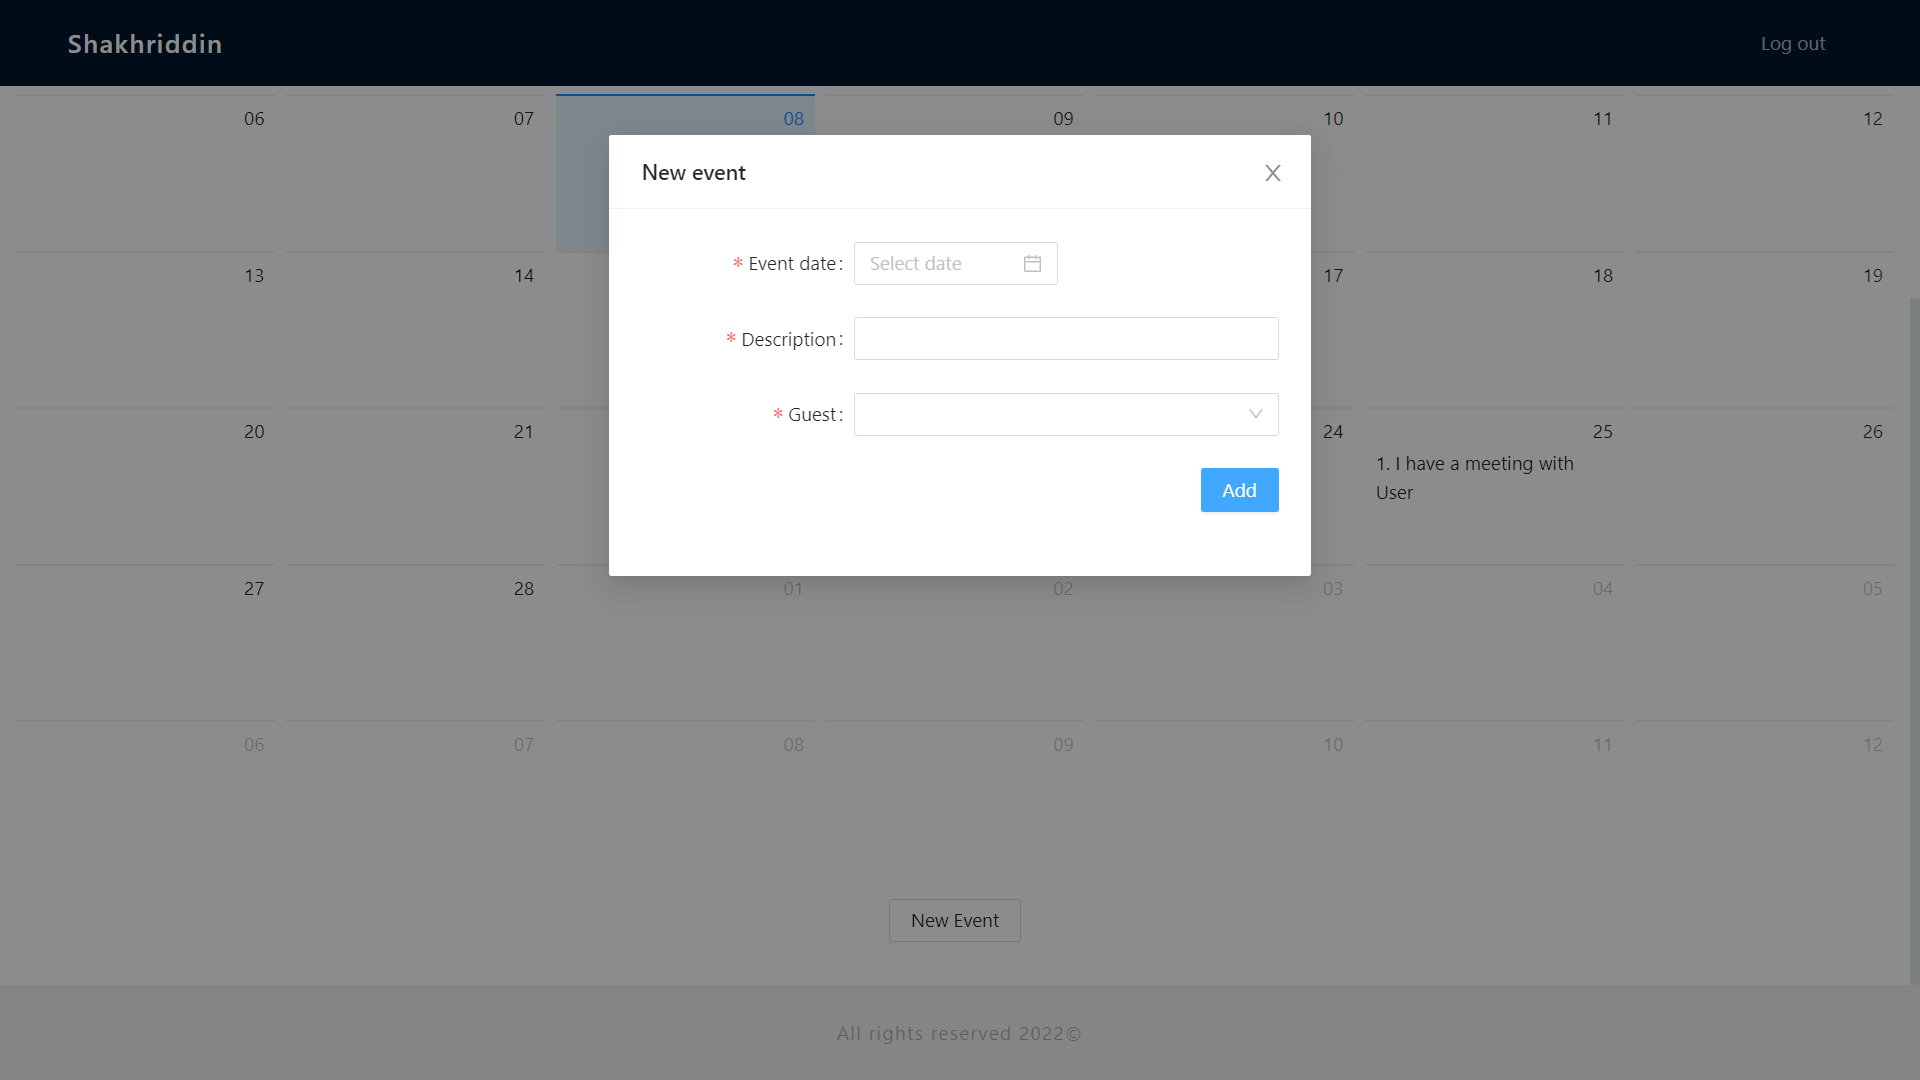 Shakhriddin
Log out
06 07 08 09 10 11 12
New event
* Event date:
Select date
* Description:
* Guest:
Add
13 14 17 18 19
20 21 24 25 26
1. I have a meeting with
User
27 28 01 02 03 04 05
06 07 08 09 10 11 12
New Event
All rights reserved 2022©